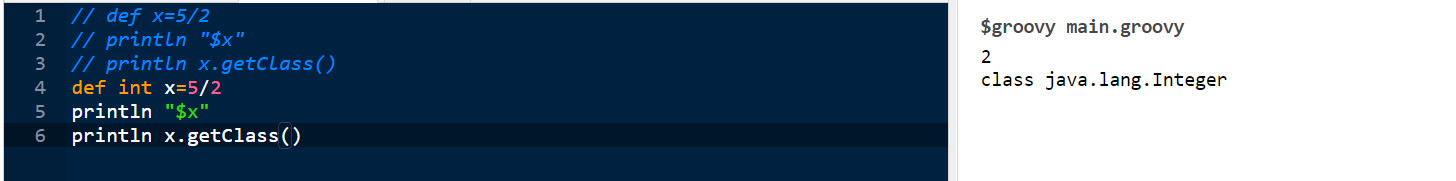 1 // def x=5/2
2 // println "$x"
3 // println x.getClass()
4 def int x=5/2
5 println "$x"
6 println x.getClass()
$groovy main.groovy
2
class java.lang.Integer